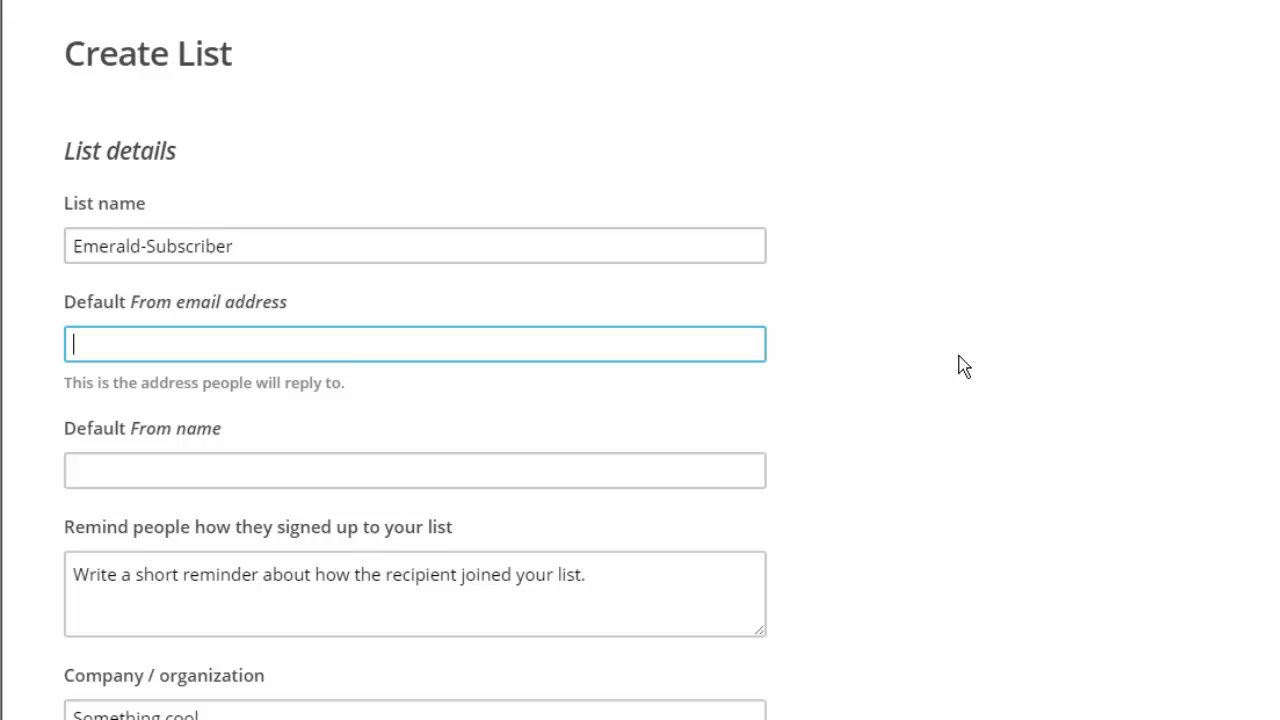 Create List
List details
List name
Emerald-Subscriber
Default From email address
This is the address people will reply to.
Default From name
Remind people how they signed up to your list
Write a short reminder about how the recipient joined your list.
Company / organization
Something cool